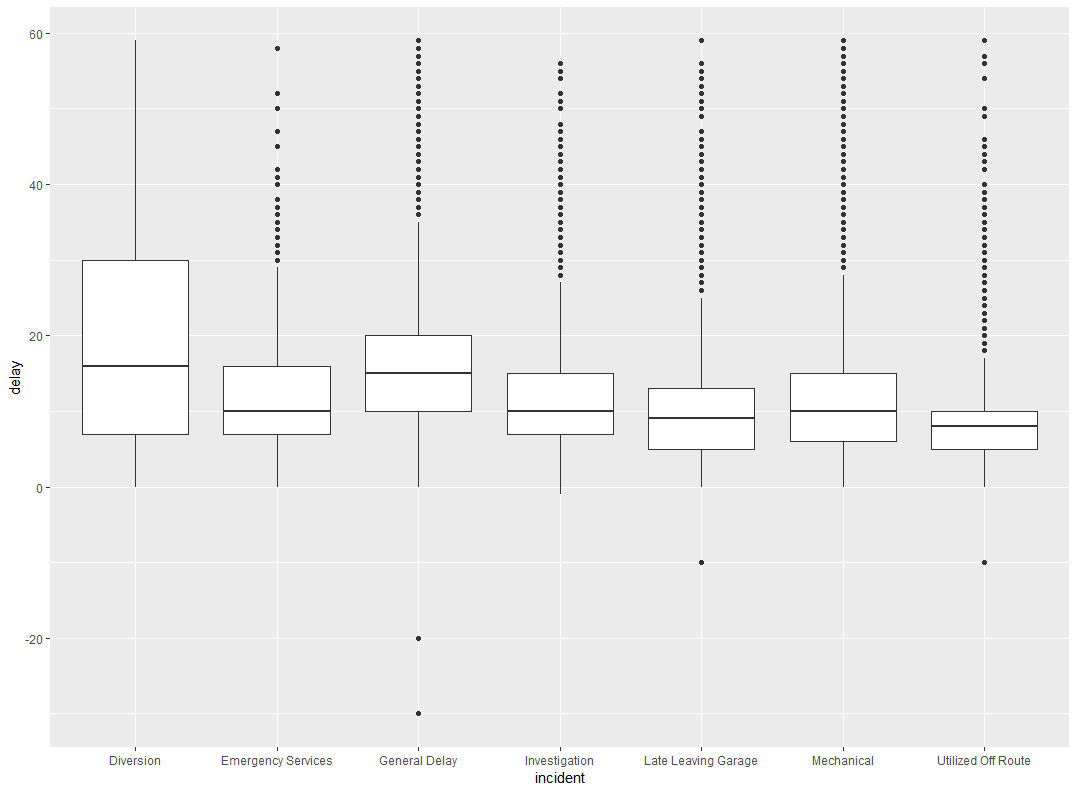 60
40
20
0
-20
delay
Diversion Emergency Services General Delay Investigation Late Leaving Garage Mechanical Utilized Off Route
incident